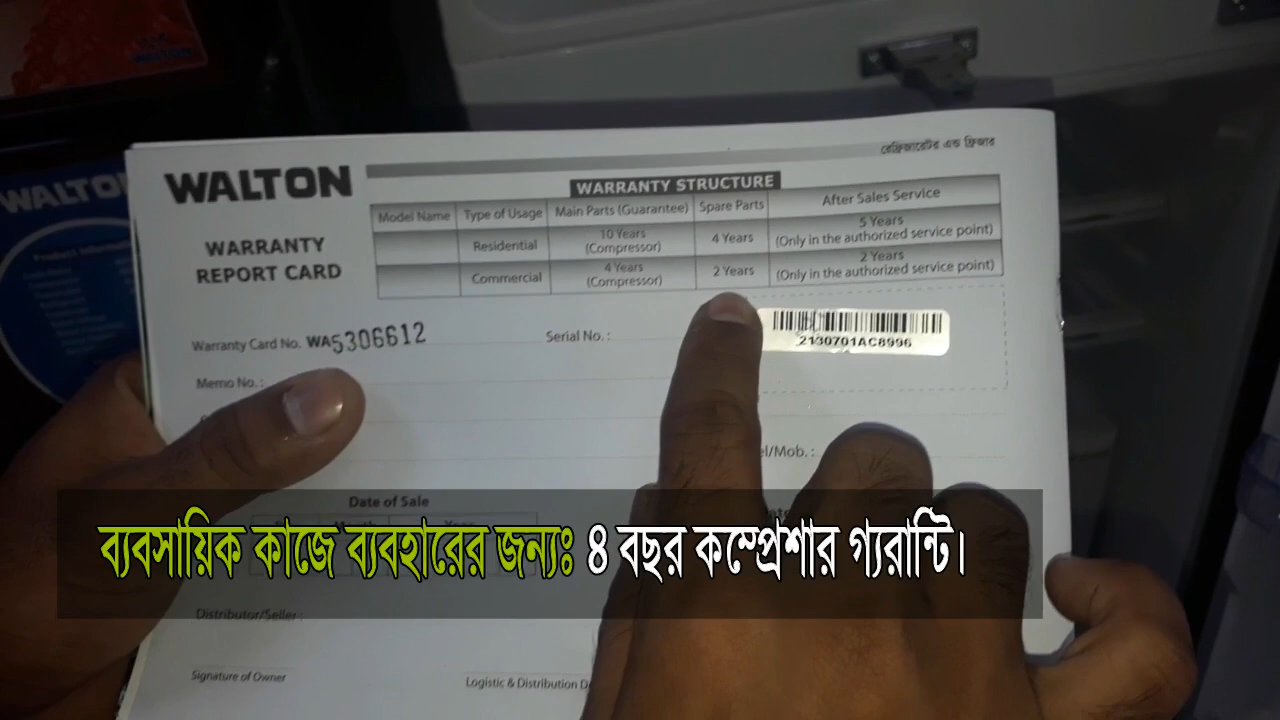 রেফ্রিজারেটর এন্ড ফ্রিজার
WALTON
WARRANTY STRUCTURE
Model Name Type of Usage Main Parts (Guarantee) Spare Parts After Sales Service
Residential 10 Years (Compressor) 4 Years 5 Years (Only in the authorized service point)
Commercial 4 Years (Compressor) 2 Years 2 Years (Only in the authorized service point)
WARRANTY
REPORT CARD
WALTON
Warranty Card No. WA5306612
Serial No. :
2130701AC8996
Memo No. :
el/Mob. :
Date of Sale
ব্যবসায়িক কাজে ব্যবহারের জন্যঃ ৪ বছর কম্প্রেশার গ্যরান্টি।
Distributor/Seller :
Signature of Owner
Logistic & Distribution D